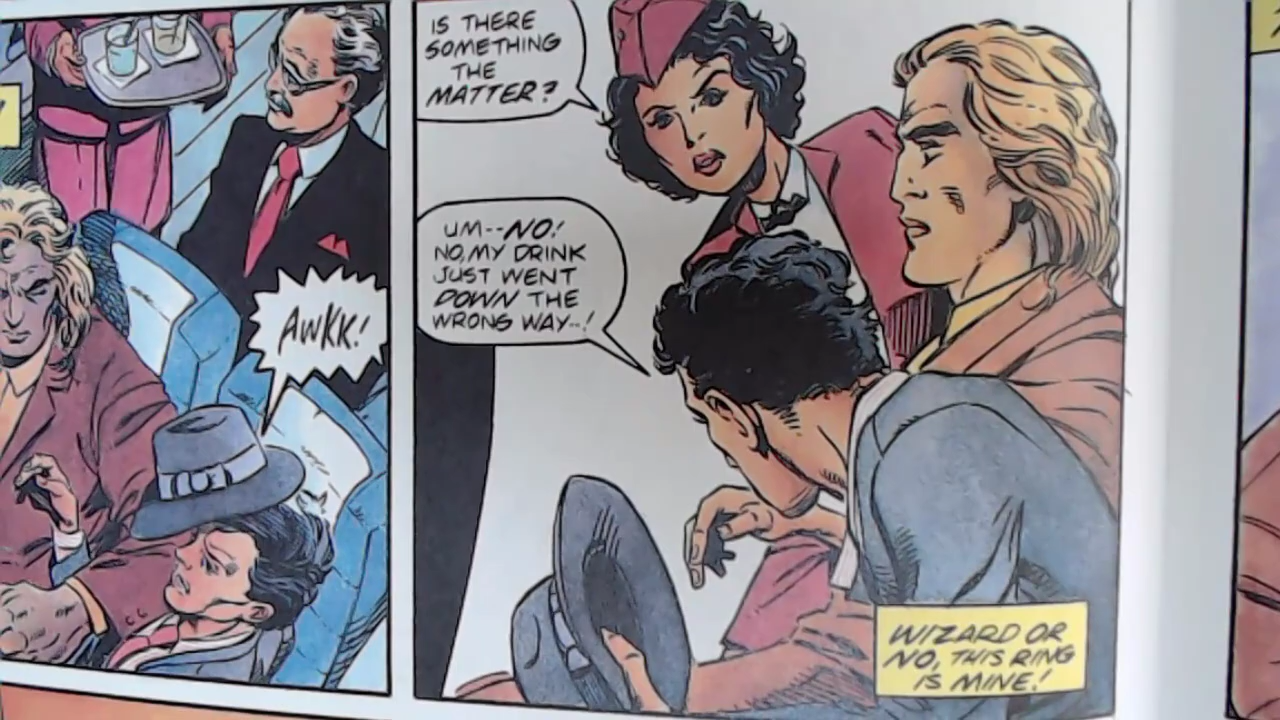 AWKK!
IS THERE
SOMETHING
THE
MATTER?
UM--NO!
NO, MY DRINK
JUST WENT
DOWN THE
WRONG WAY--!
WIZARD OR
NO, THIS RING
IS MINE!